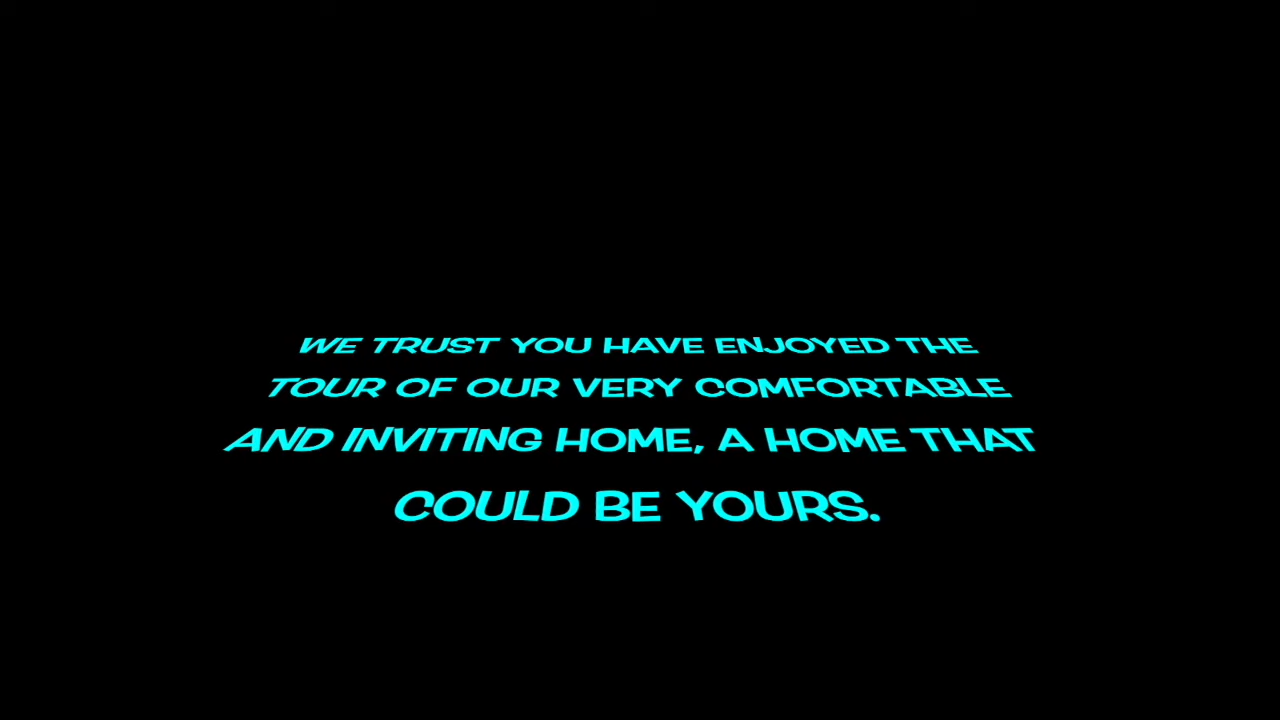 WE TRUST YOU HAVE ENJOYED THE
TOUR OF OUR VERY COMFORTABLE
AND INVITING HOME, A HOME THAT
COULD BE YOURS.